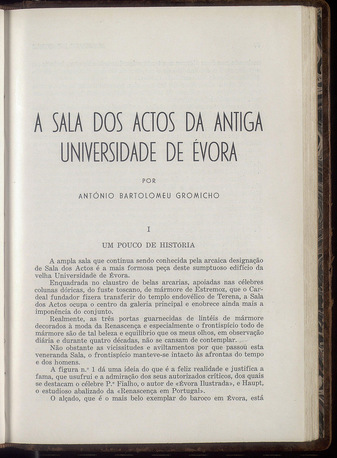 A SALA DOS ACTOS DA ANTIGA
UNIVERSIDADE DE ÉVORA
POR
ANTÓNIO BARTOLOMEU GROMICHO
I
UM POUCO DE HISTORIA
A ampla sala que continua sendo conhecida pela arcaica designação
de Sala dos Actos é a mais formosa peça deste sumptuoso edifício da
velha Universidade de Évora.
Enquadrada no claustro de belas arcarias, apoiadas nas célebres
colunas dóricas, do fuste toscano, de mármore de Estremoz, que o Car-
deal fundador fizera transferir do templo endovélico de Terena, a Sala
dos Actos ocupa o centro da galeria principal e enobrece ainda mais a
imponência do conjunto.
Realmente, as três portas guarnecidas de lintéis de mármore
decorados à moda da Renascença e especialmente o frontispício todo de
mármore são de tal beleza e equilíbrio que os meus olhos, em observação
diária e durante quatro décadas, não se cansam de contemplar.
Não obstante as vicissitudes e aviltamentos por que passou esta
veneranda Sala, o frontispício manteve-se intacto às afrontas do tempo
e dos homens.
A figura n.º 1 dá uma ideia do que é a feliz realidade e justifica a
fama, que usufrui e a admiração dos seus autorizados críticos, dos quais
se destacam o célebre P.e Fialho, o autor de «Évora Ilustrada», e Haupt,
o estudioso abalizado da «Renascença em Portugal».
O alçado, que é o mais belo exemplar do baroco em Évora, está